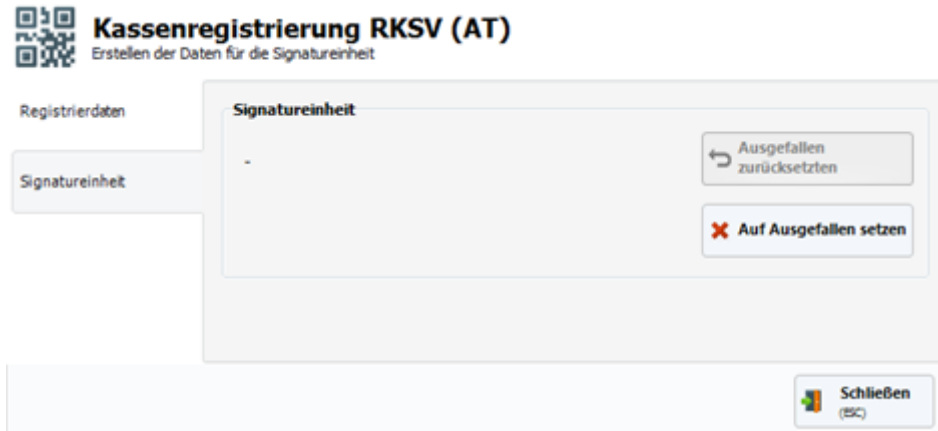 Kassenregistrierung RKSV (AT)
Erstellen der Daten für die Signatureinheit
Registrierdaten
Signatureinheit
Signatureinheit
-
Ausgefallen
zurücksetzten
Auf Ausgefallen setzen
Schließen
(ESC)